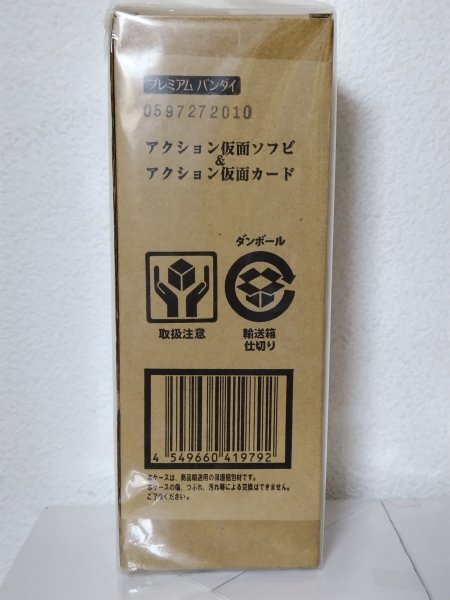 プレミアム バンダイ
0597272010
アクション仮面ソフビ
&
アクション仮面カード
ダンボール
取扱注意
輸送箱
仕切り
4 549660 419792
本ケースは、商品輸送用の保護梱包材です。
本ケースの傷、つぶれ、汚れ等による交換はできません。
ご了承ください。